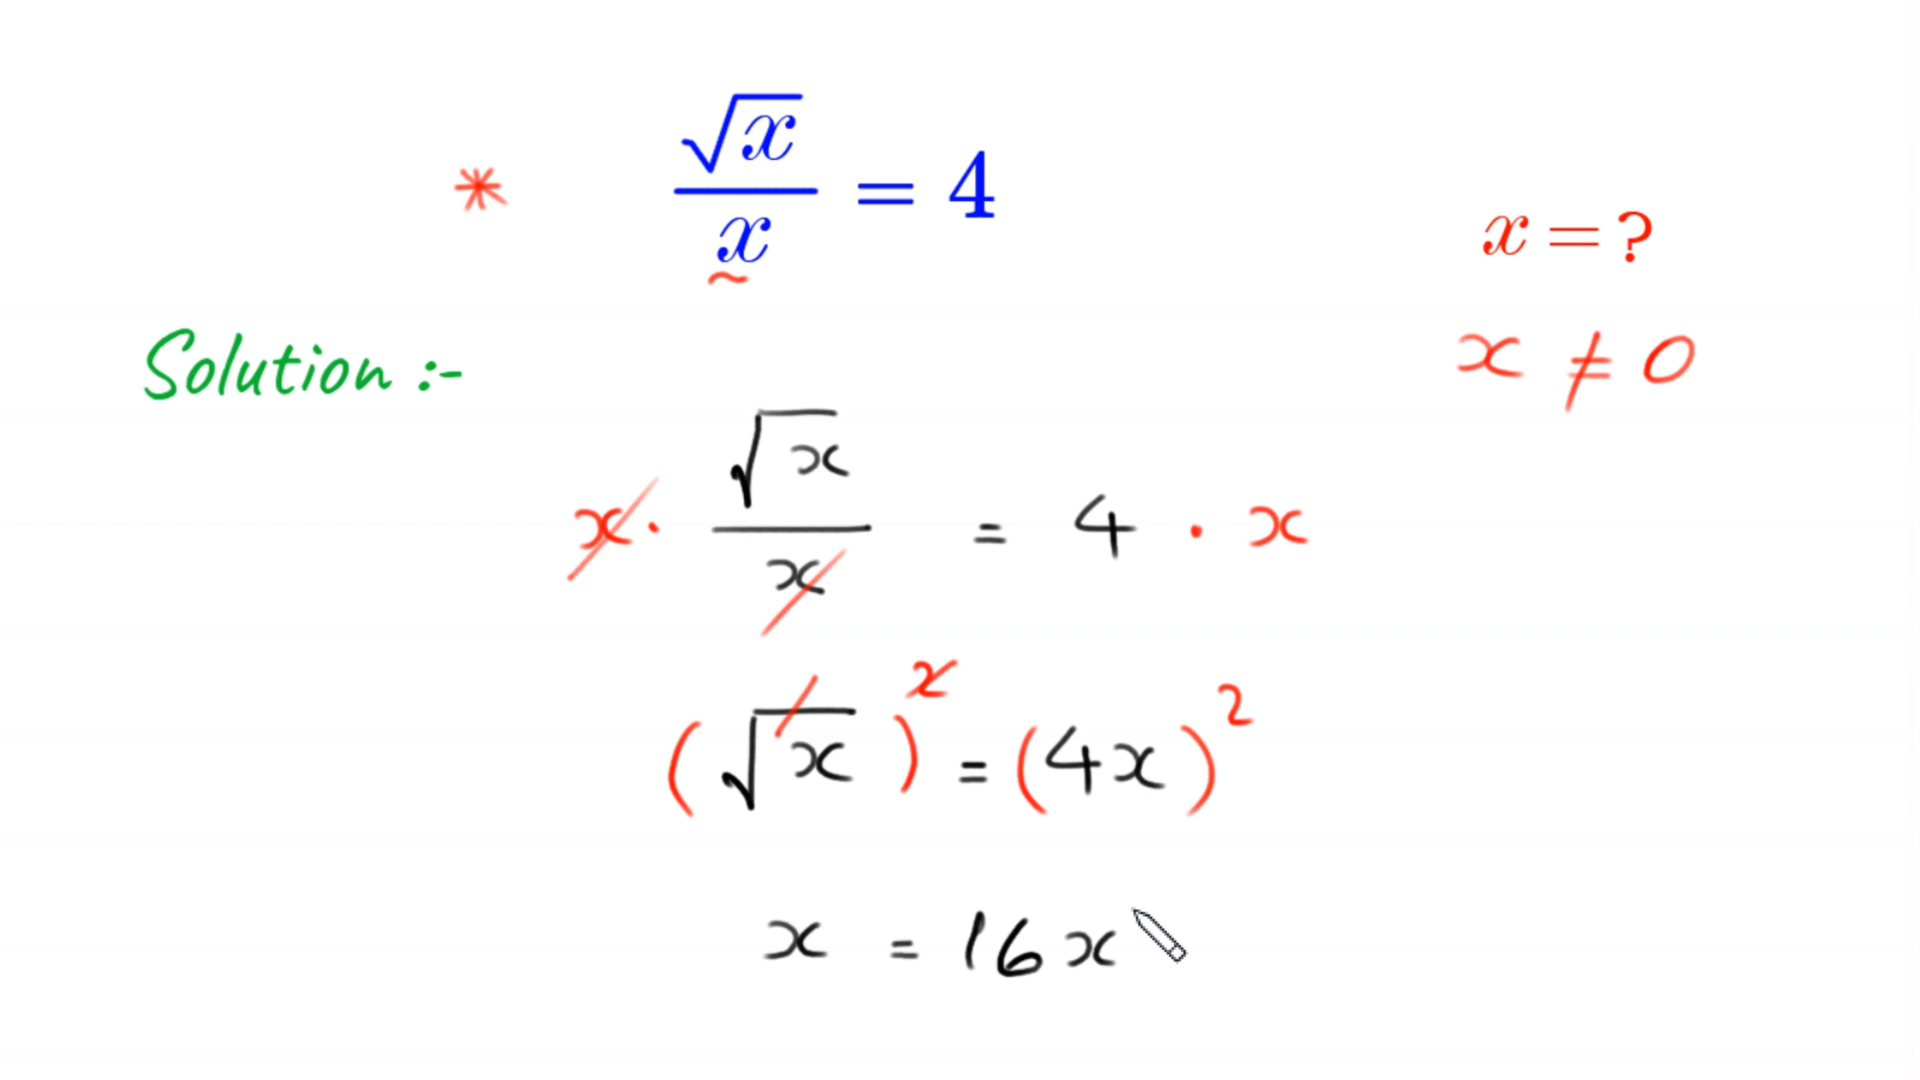 * √x/x = 4
x = ?
x ≠ 0
Solution :-
x · √x/x = 4 · x
(√x)² = (4x)²
x = 16x